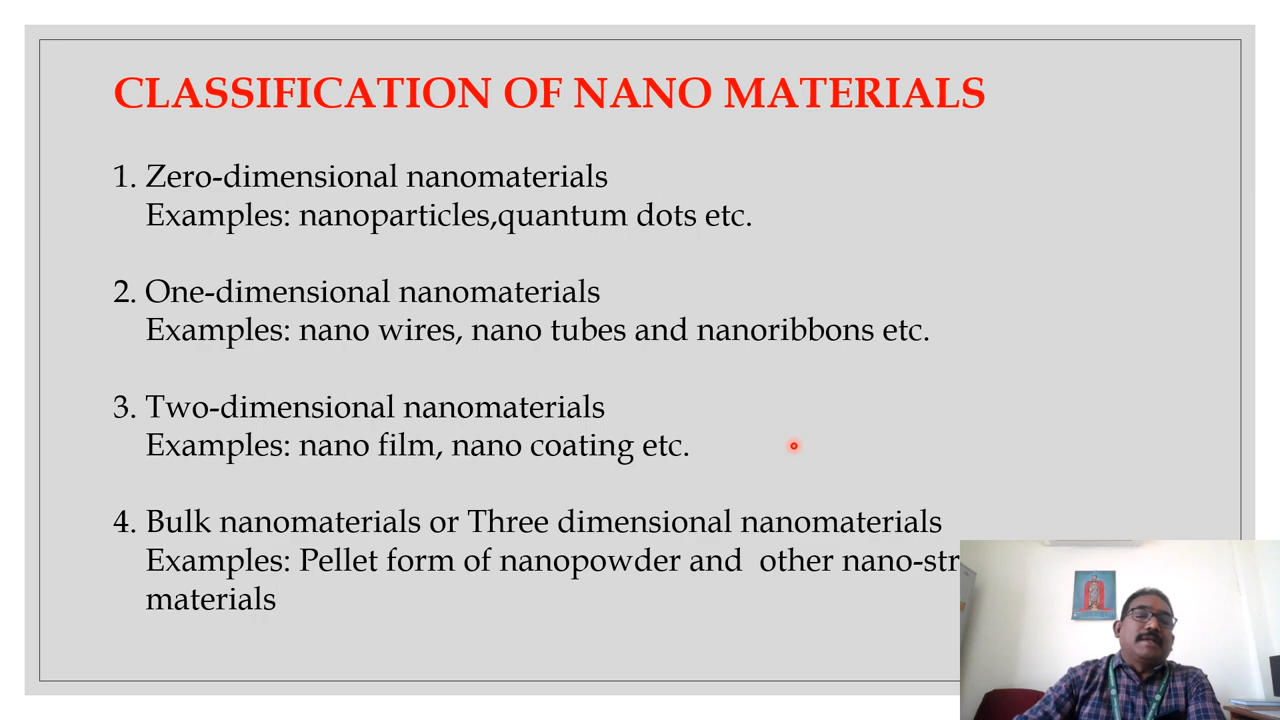 CLASSIFICATION OF NANO MATERIALS
1. Zero-dimensional nanomaterials
Examples: nanoparticles,quantum dots etc.
2. One-dimensional nanomaterials
Examples: nano wires, nano tubes and nanoribbons etc.
3. Two-dimensional nanomaterials
Examples: nano film, nano coating etc.
4. Bulk nanomaterials or Three dimensional nanomaterials
Examples: Pellet form of nanopowder and other
materials